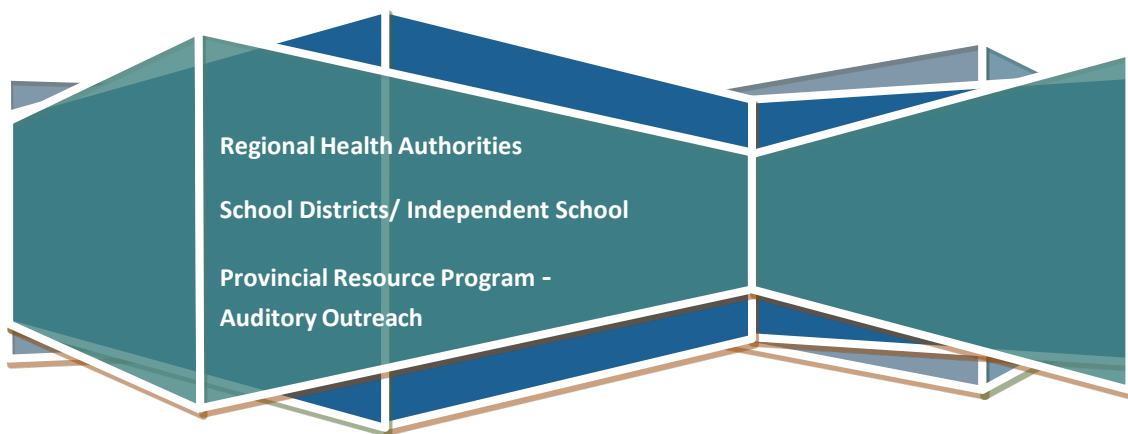 Regional Health Authorities
School Districts/ Independent School
Provincial Resource Program -
Auditory Outreach